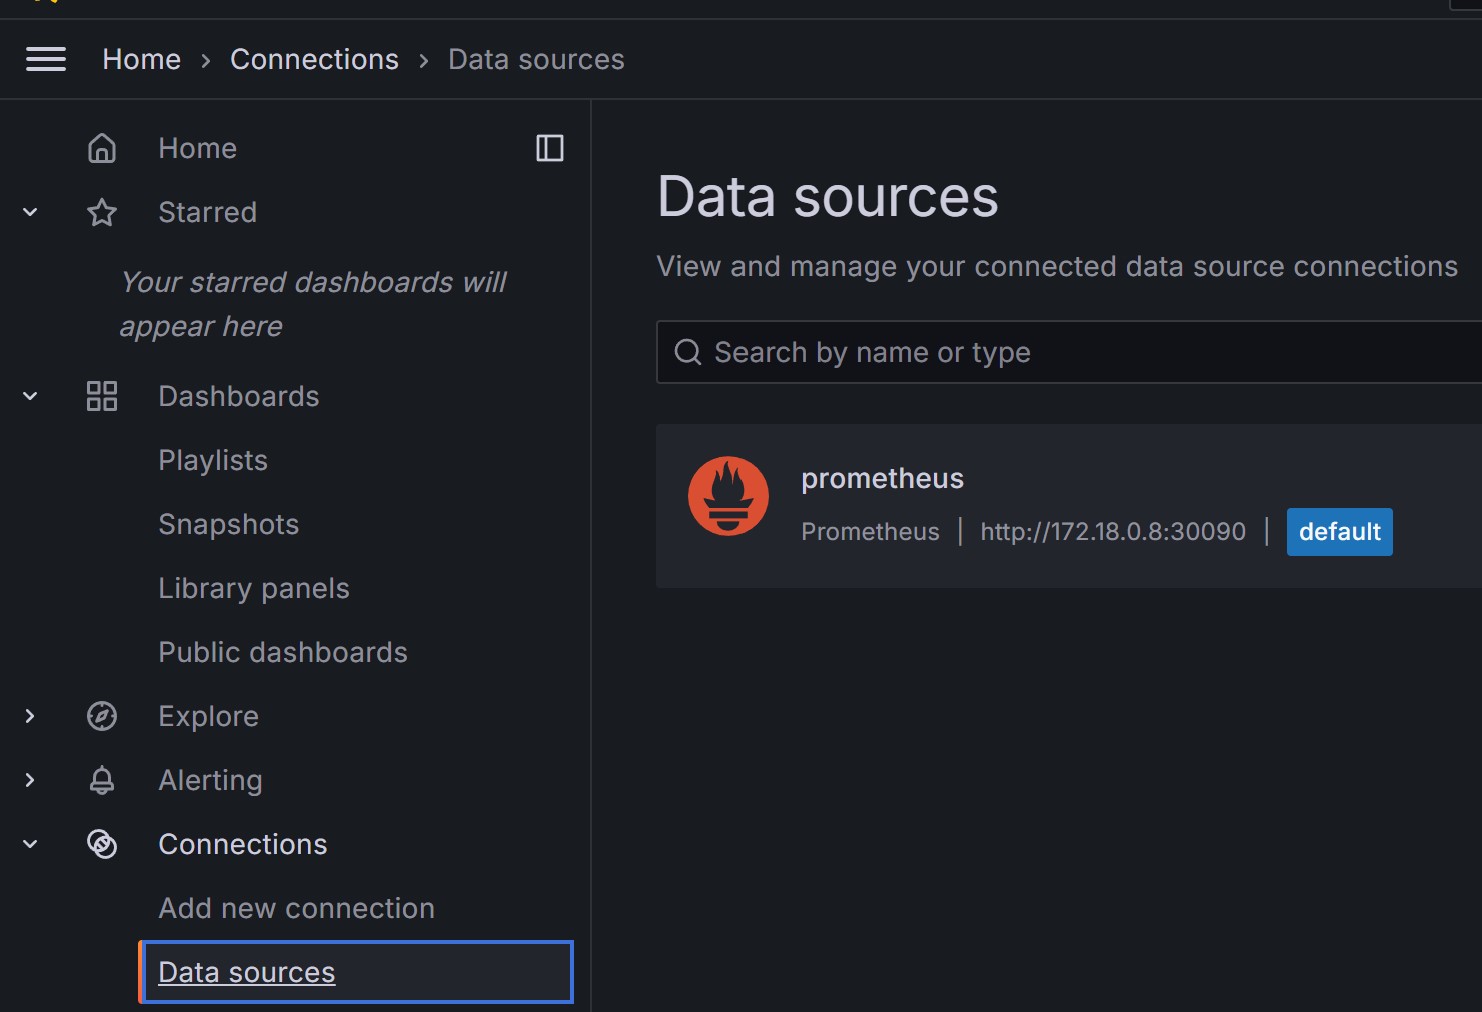 Home › Connections › Data sources
Home
Starred
Your starred dashboards will
appear here
Dashboards
Playlists
Snapshots
Library panels
Public dashboards
Explore
Alerting
Connections
Add new connection
Data sources
Data sources
View and manage your connected data source connections
Search by name or type
prometheus
Prometheus | http://172.18.0.8:30090 | default